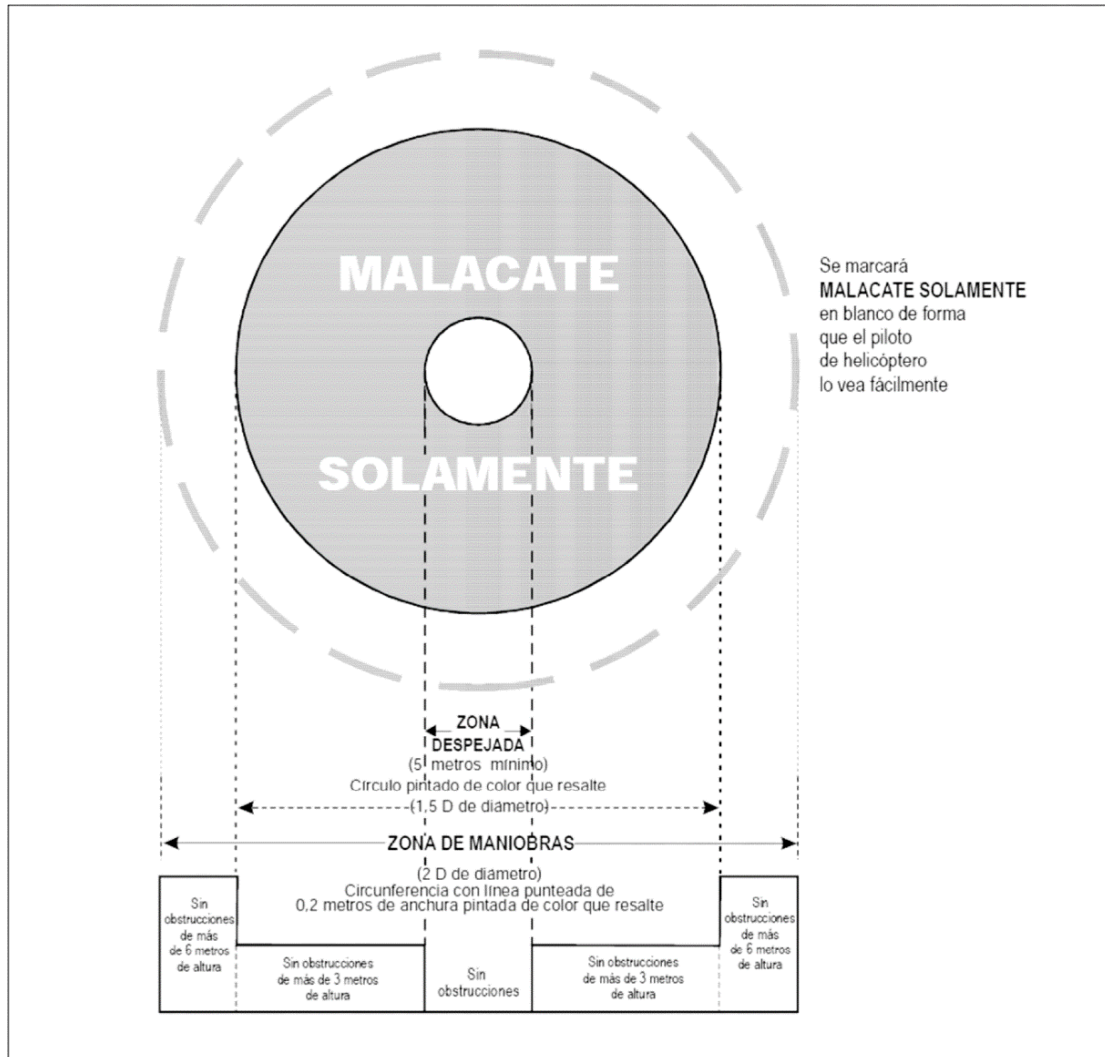 MALACATE
SOLAMENTE
Se marcará
MALACATE SOLAMENTE
en blanco de forma
que el piloto
de helicóptero
lo vea fácilmente
ZONA
DESPEJADA
(5 metros mínimo)
Círculo pintado de color que resalte
(1,5 D de diámetro)
ZONA DE MANIOBRAS
(2 D de diámetro)
Circunferencia con línea punteada de
0,2 metros de anchura pintada de color que resalte
Sin
obstrucciones
de más
de 6 metros
de altura
Sin obstrucciones
de más de 3 metros
de altura
Sin
obstrucciones
Sin obstrucciones
de más de 3 metros
de altura
Sin
obstrucciones
de más
de 6 metros
de altura